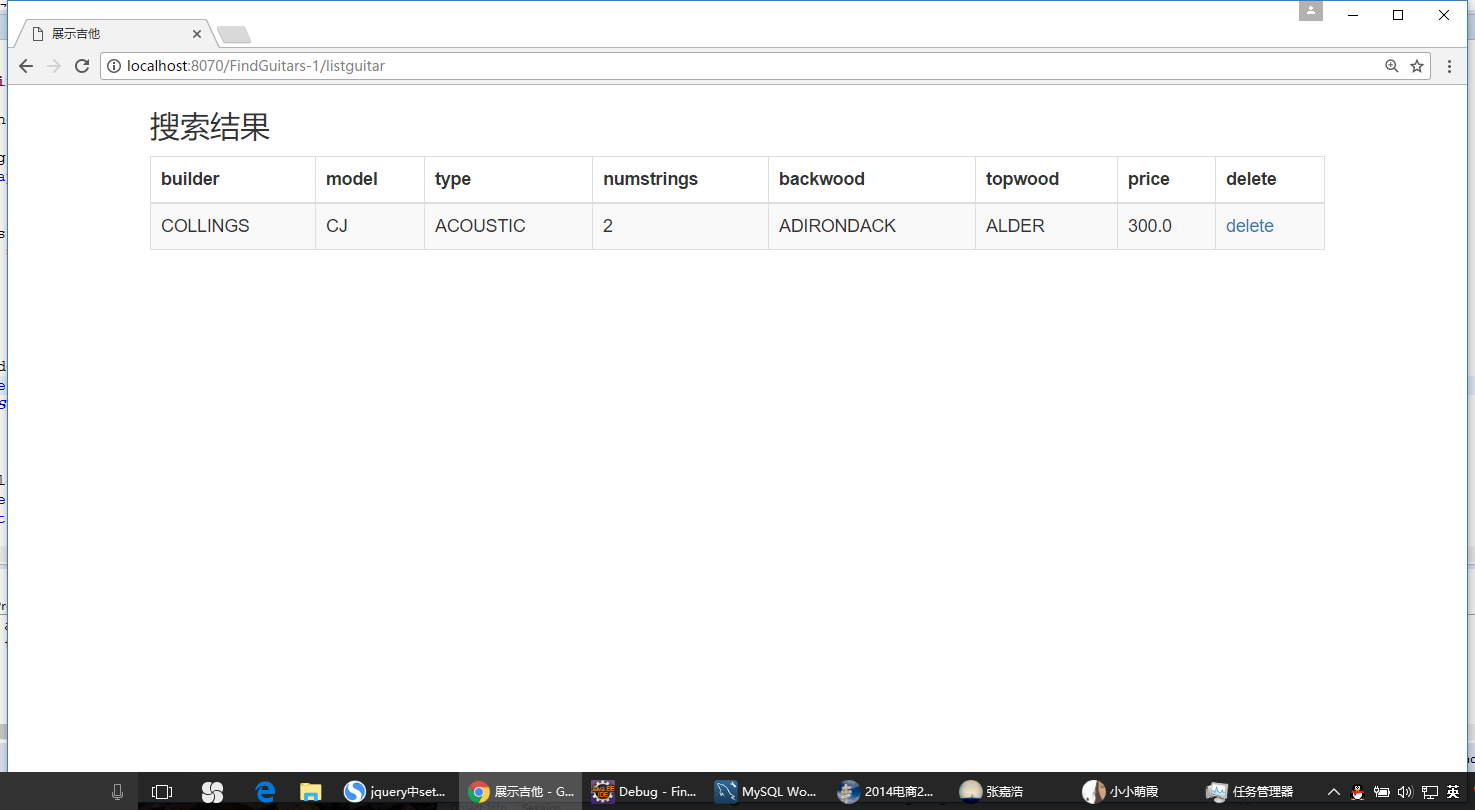 展示吉他
localhost:8070/FindGuitars-1/listguitar
搜索结果
builder model type numstrings backwood topwood price delete
COLLINGS CJ ACOUSTIC 2 ADIRONDACK ALDER 300.0 delete
jquery中set... 展示吉他 - G... Debug - Fin... MySQL Wo... 2014电商2... 张嘉浩 小小萌霞 任务管理器 英